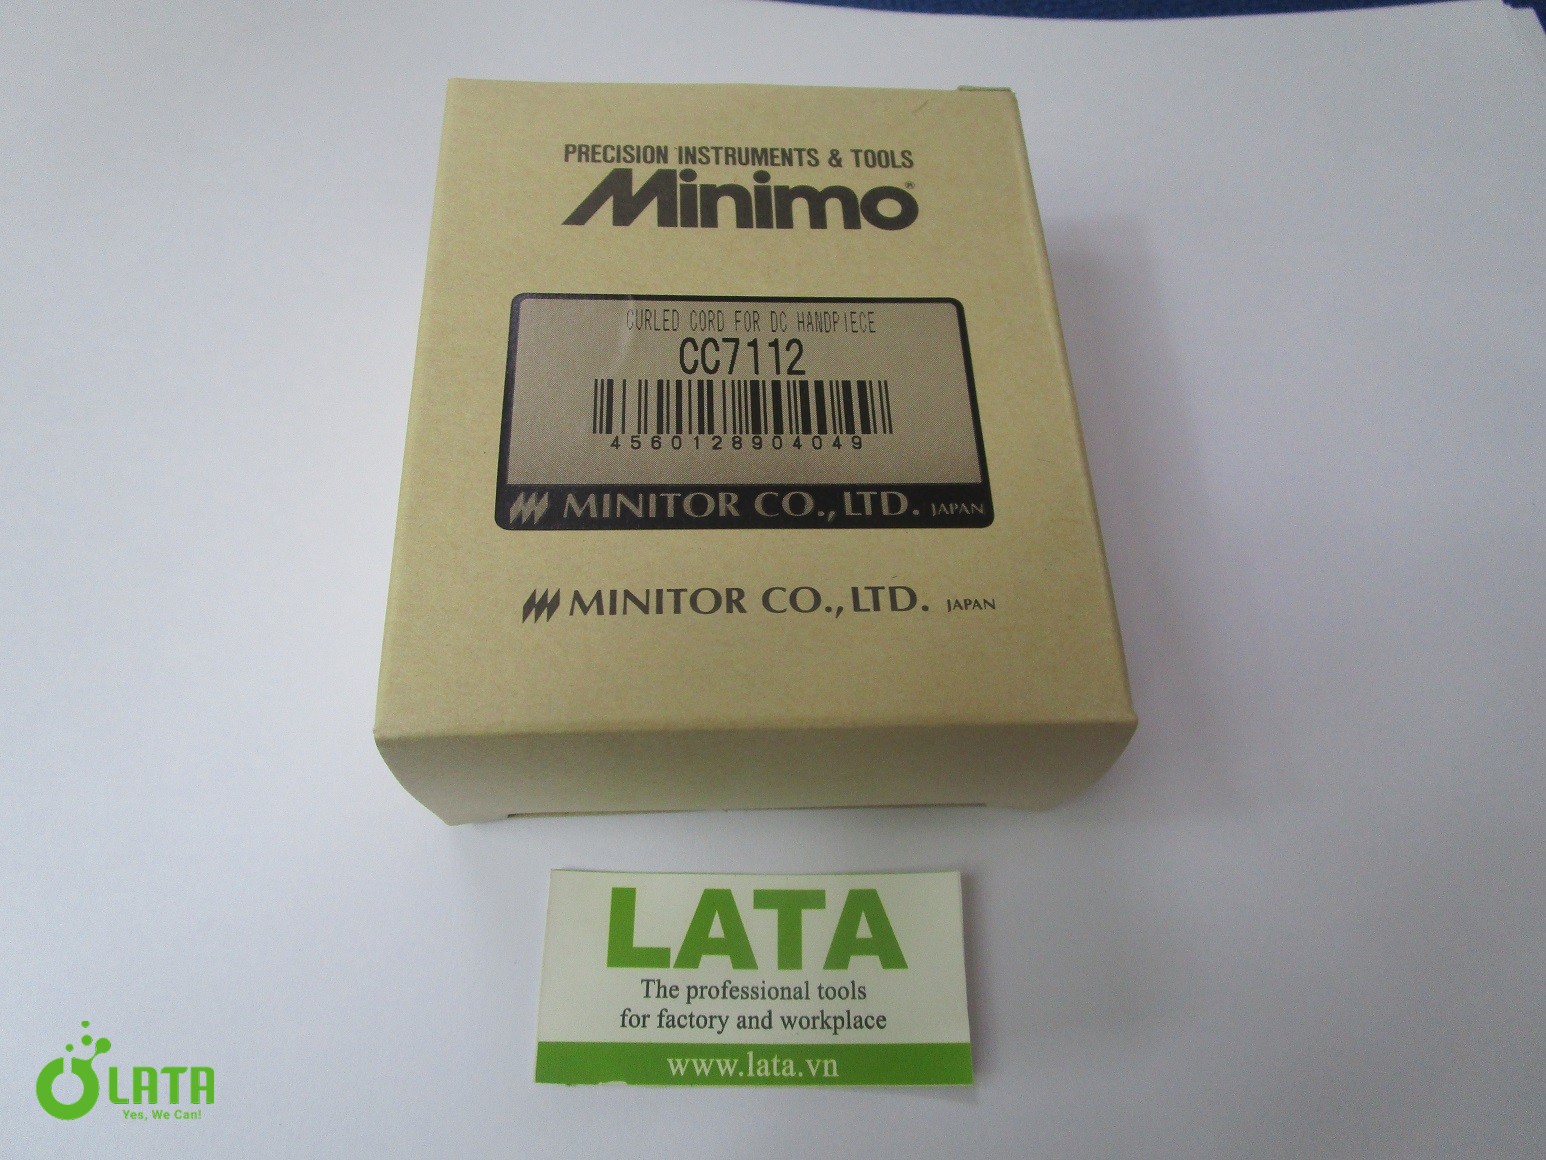 PRECISION INSTRUMENTS & TOOLS
Minimo®
CURLED CORD FOR DC HANDPIECE
CC7112
4560128904049
MINITOR CO., LTD. JAPAN
MINITOR CO., LTD. JAPAN
LATA
The professional tools
for factory and workplace
www.lata.vn
LATA
Yes, We Can!